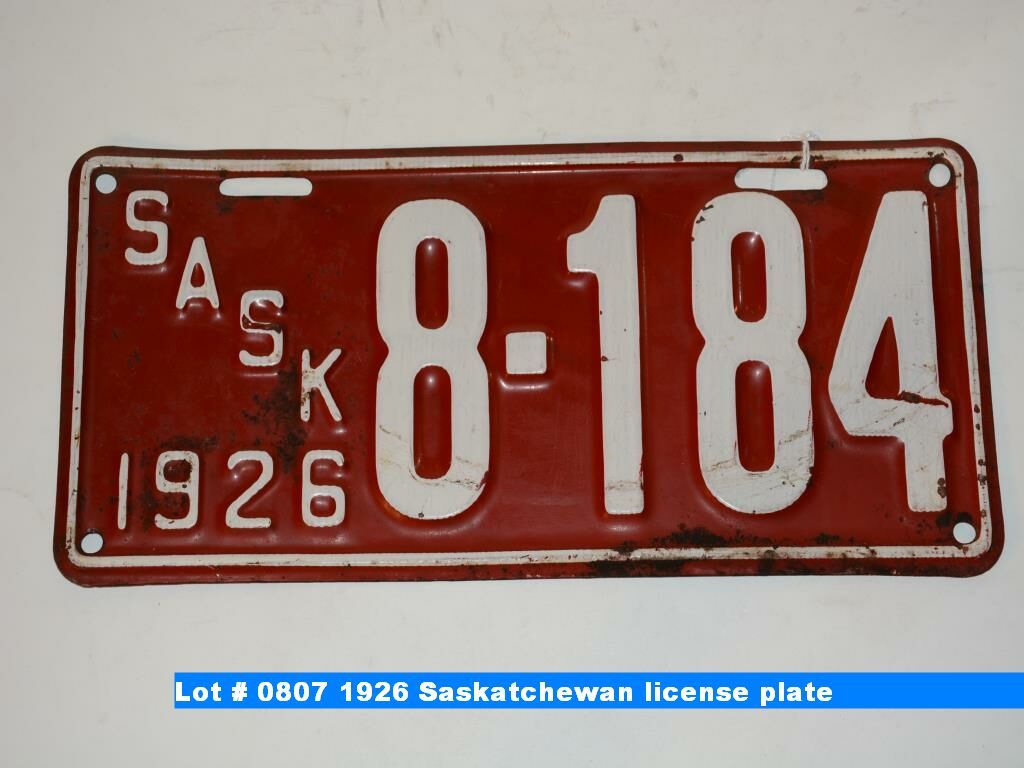 SASK
1926
8-184
Lot # 0807 1926 Saskatchewan license plate